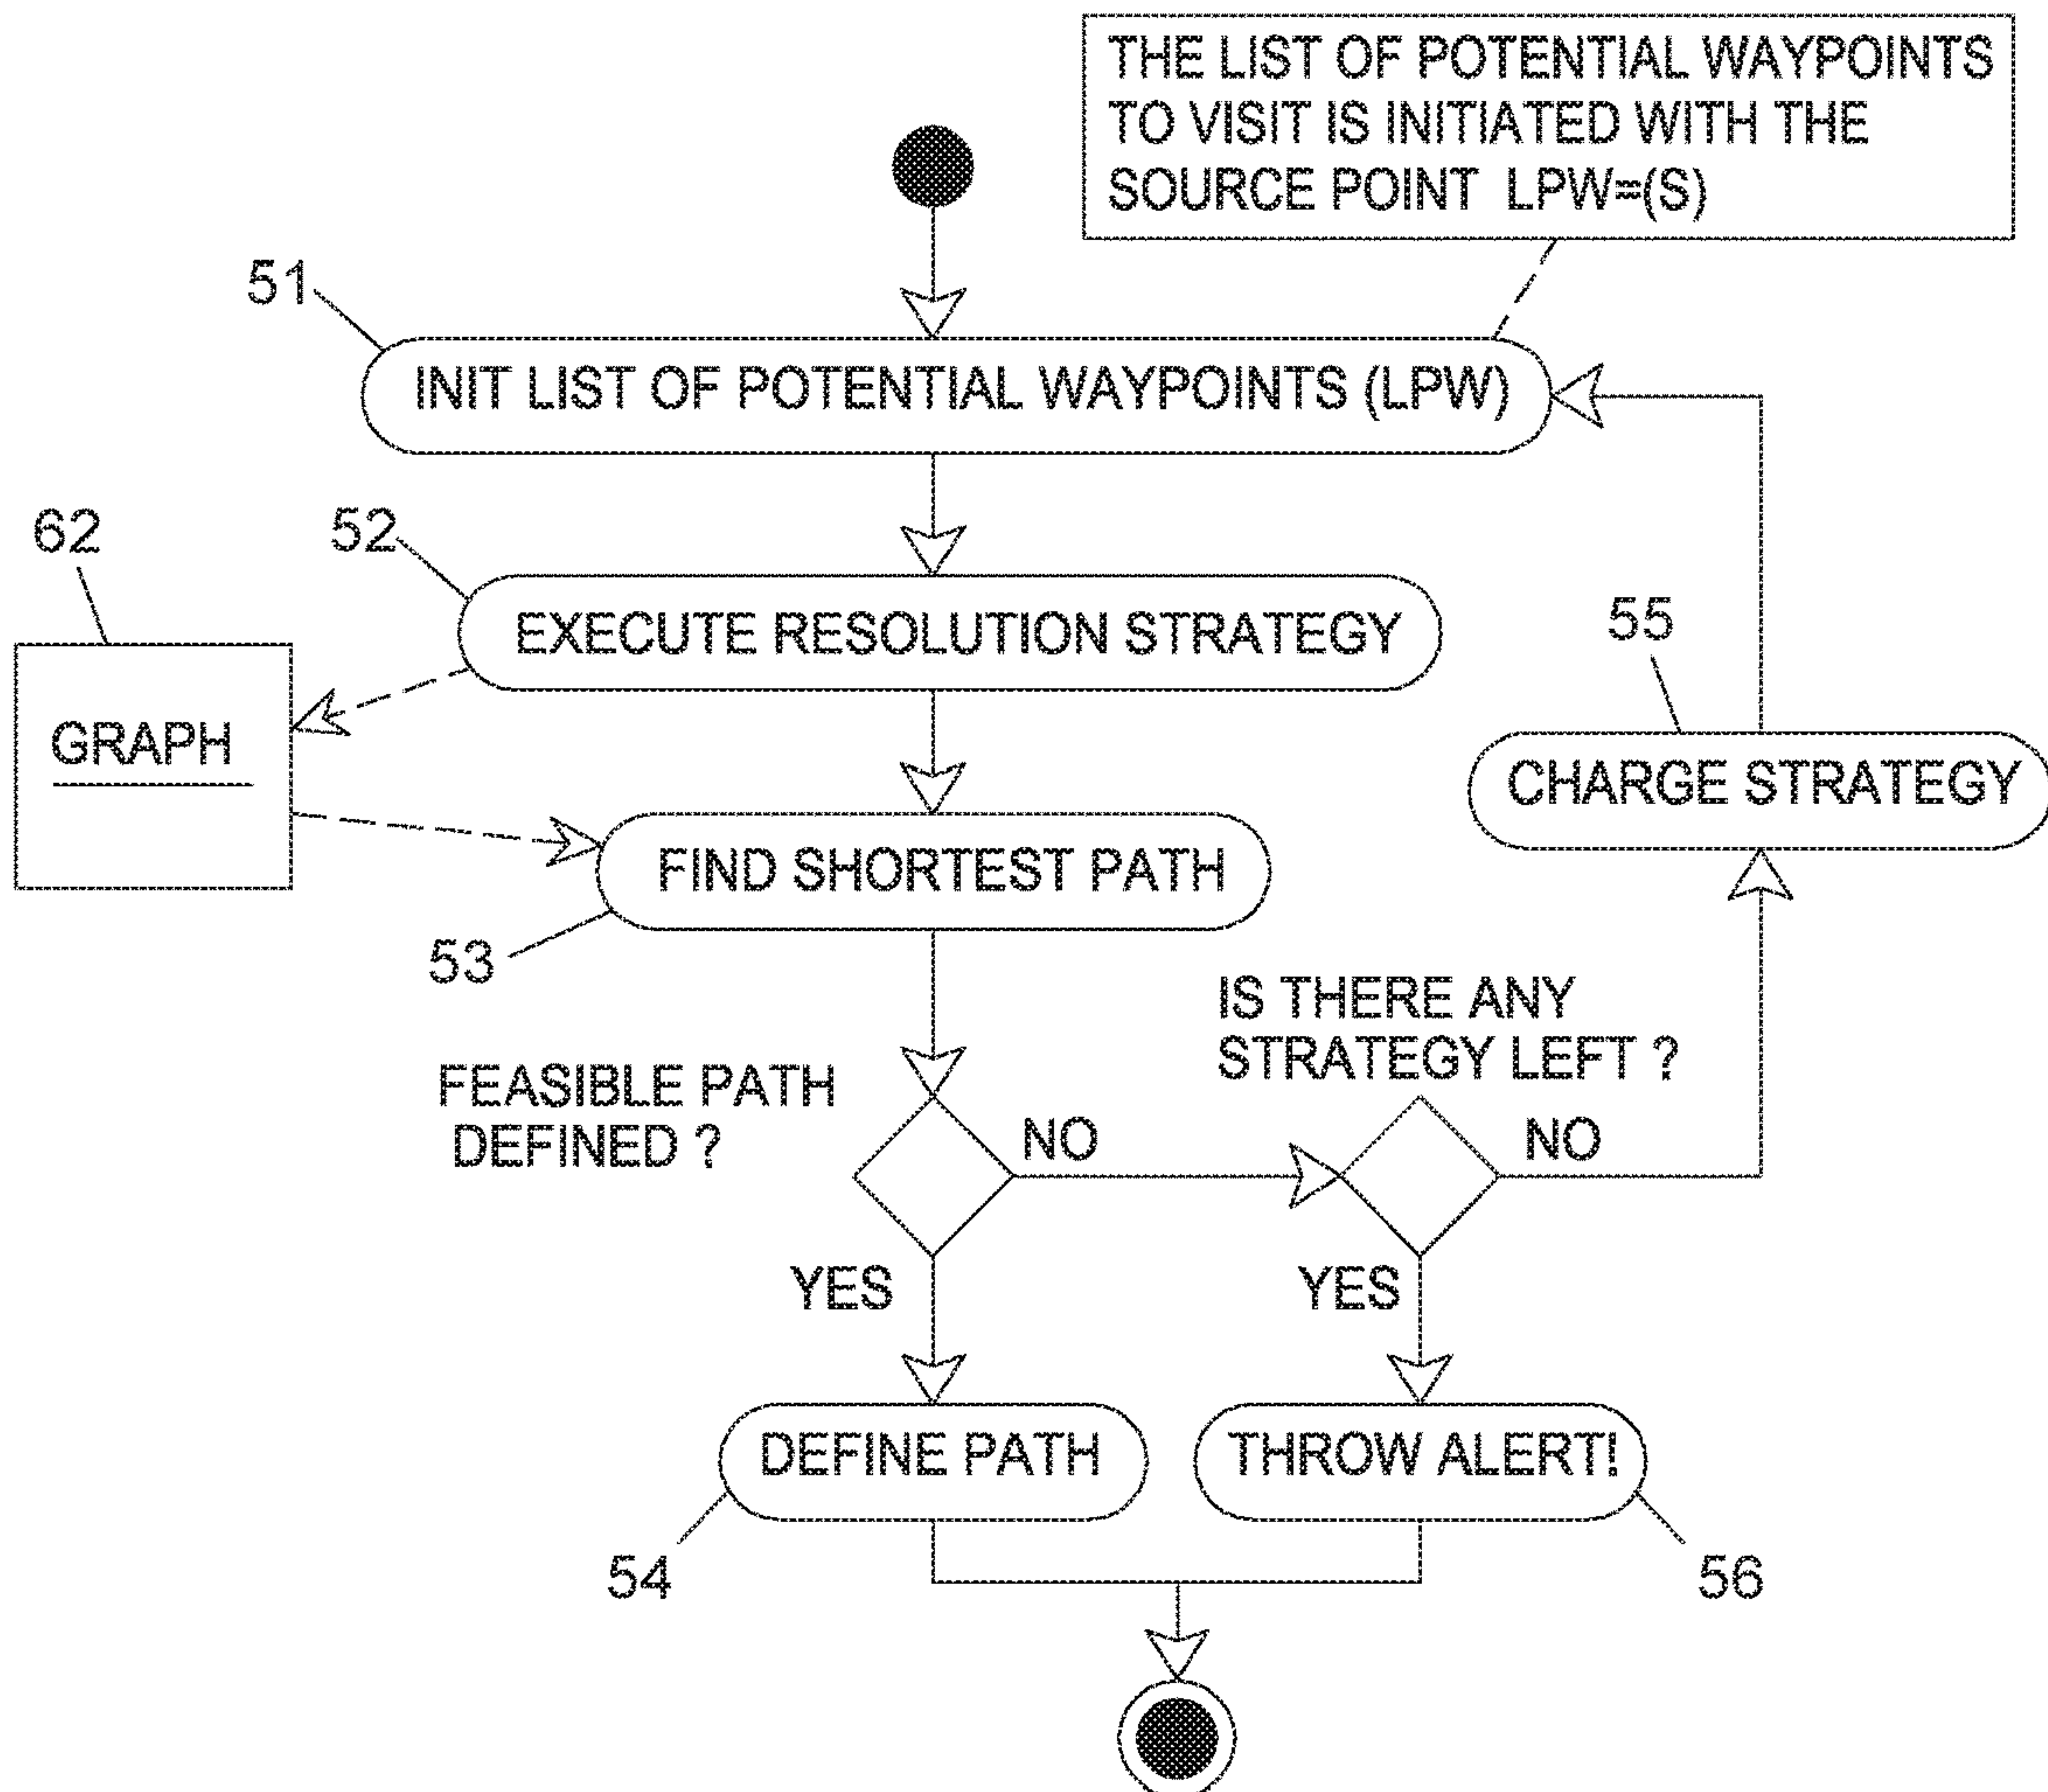 THE LIST OF POTENTIAL WAYPOINTS
TO VISIT IS INITIATED WITH THE
SOURCE POINT LPW=(S)
51
INIT LIST OF POTENTIAL WAYPOINTS (LPW)
62
52
EXECUTE RESOLUTION STRATEGY
55
GRAPH
CHARGE STRATEGY
FIND SHORTEST PATH
53
IS THERE ANY
STRATEGY LEFT ?
FEASIBLE PATH
DEFINED ?
NO
NO
YES
YES
DEFINE PATH
THROW ALERT!
54
56